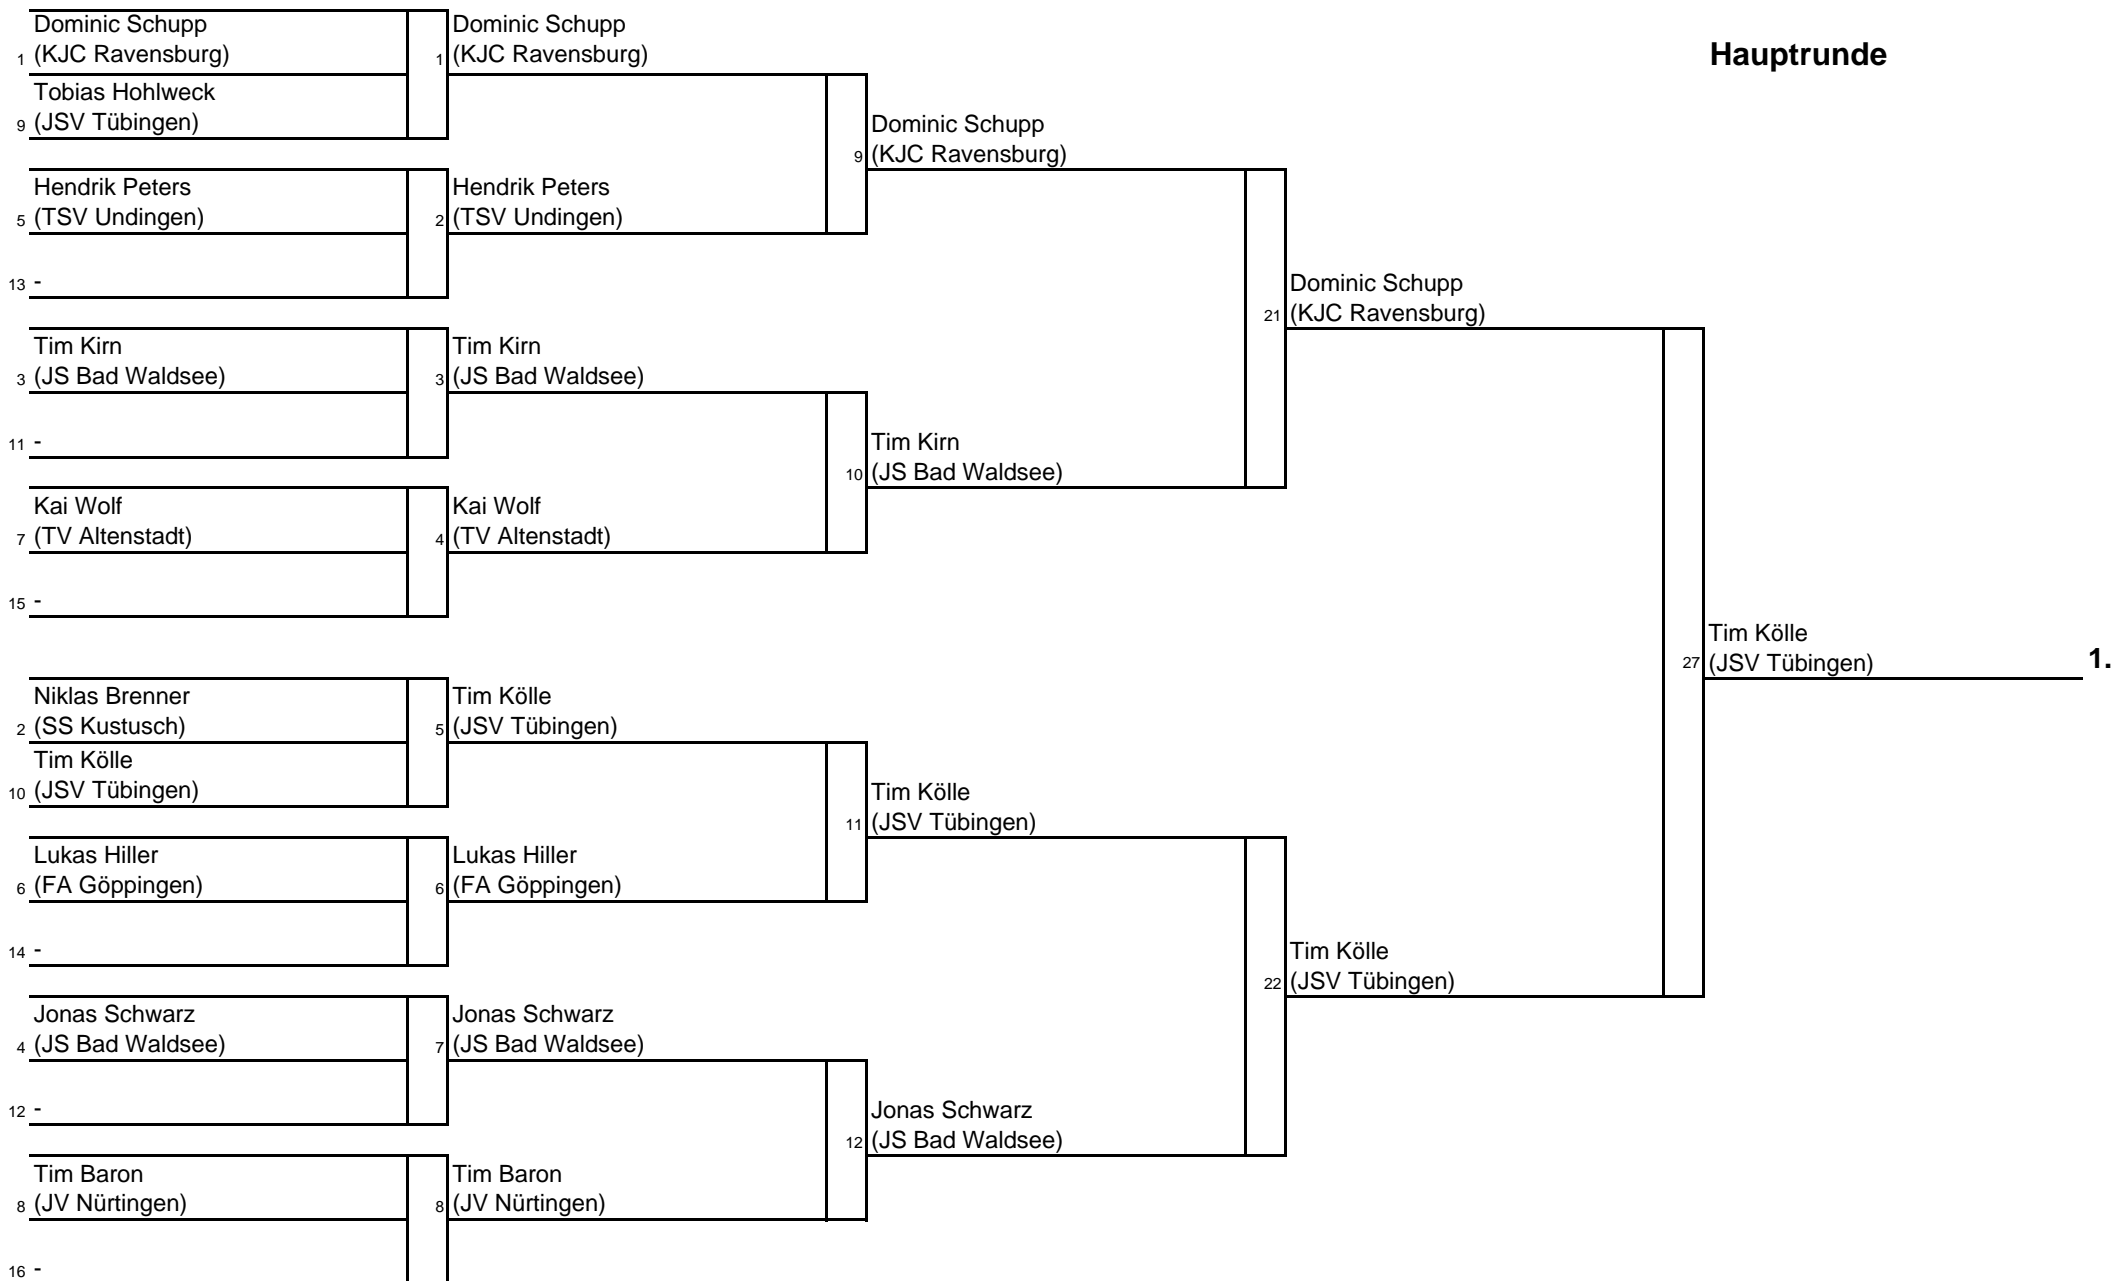 Hauptrunde
Dominic Schupp
1 (KJC Ravensburg)
Tobias Hohlweck
9 (JSV Tübingen)
Hendrik Peters
5 (TSV Undingen)
13 -
Tim Kirn
3 (JS Bad Waldsee)
11 -
Kai Wolf
7 (TV Altenstadt)
15 -
Niklas Brenner
2 (SS Kustusch)
Tim Kölle
10 (JSV Tübingen)
Lukas Hiller
6 (FA Göppingen)
14 -
Jonas Schwarz
4 (JS Bad Waldsee)
12 -
Tim Baron
8 (JV Nürtingen)
16 -
Dominic Schupp
1 (KJC Ravensburg)
Hendrik Peters
2 (TSV Undingen)
Tim Kirn
3 (JS Bad Waldsee)
Kai Wolf
4 (TV Altenstadt)
Tim Kölle
5 (JSV Tübingen)
Lukas Hiller
6 (FA Göppingen)
Jonas Schwarz
7 (JS Bad Waldsee)
Tim Baron
8 (JV Nürtingen)
Dominic Schupp
9 (KJC Ravensburg)
Tim Kirn
10 (JS Bad Waldsee)
Tim Kölle
11 (JSV Tübingen)
Jonas Schwarz
12 (JS Bad Waldsee)
Dominic Schupp
21 (KJC Ravensburg)
Tim Kölle
22 (JSV Tübingen)
Tim Kölle
27 (JSV Tübingen) 1.